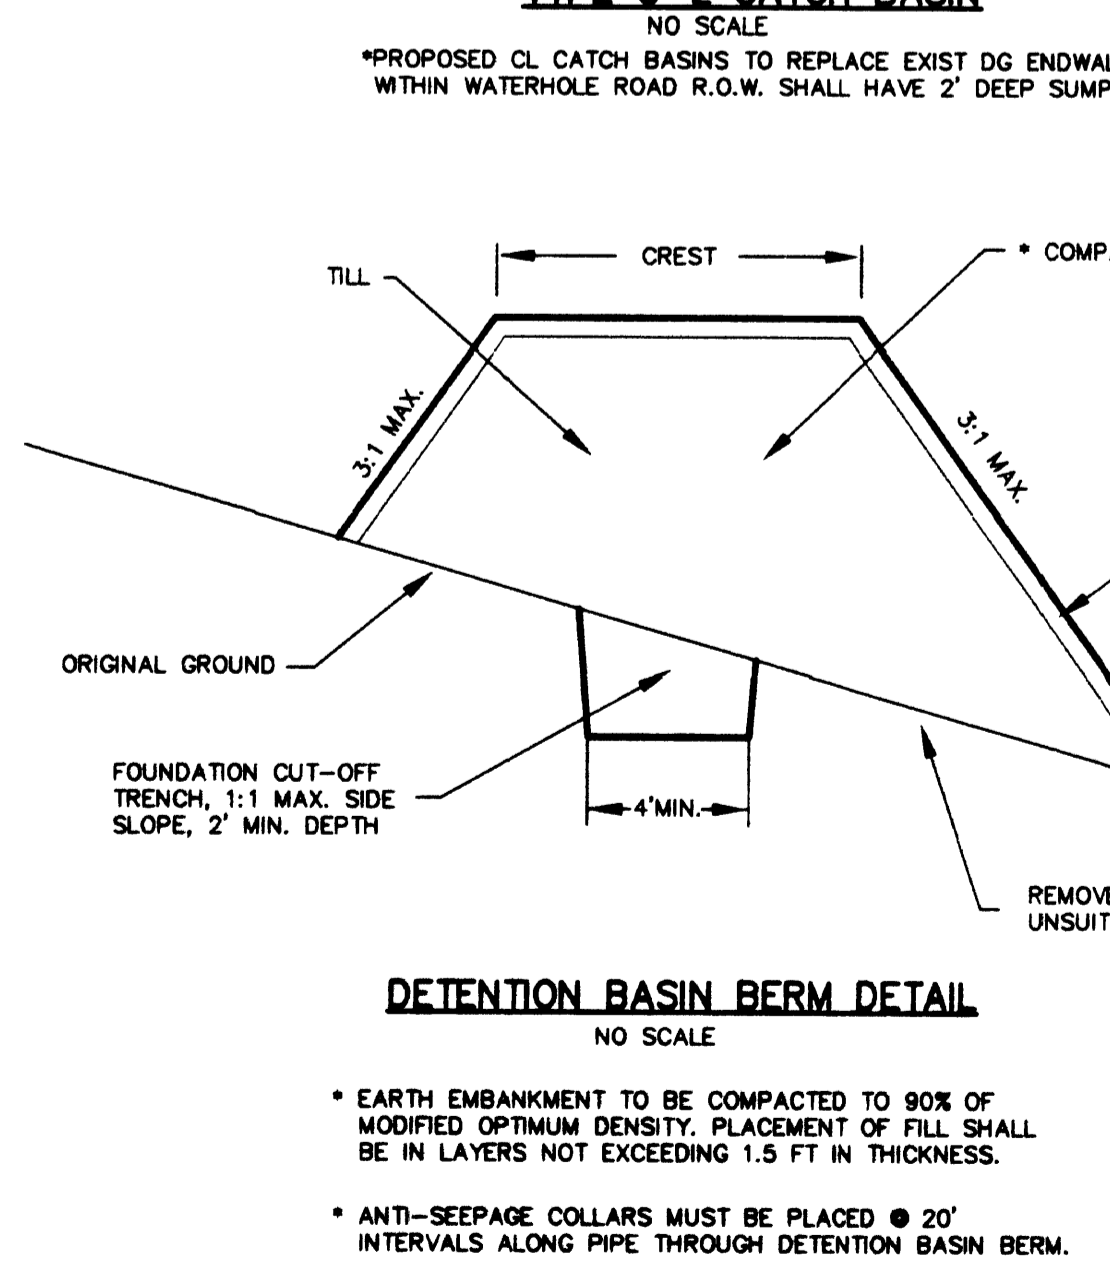 NO SCALE
*PROPOSED CL CATCH BASINS TO REPLACE EXIST DG ENDWAL
WITHIN WATERHOLE ROAD R.O.W. SHALL HAVE 2' DEEP SUMP
CREST
* COMP.
TILL
3:1 MAX.
3:1 MAX.
ORIGINAL GROUND
FOUNDATION CUT-OFF
TRENCH, 1:1 MAX. SIDE
SLOPE, 2' MIN. DEPTH
4'MIN.
REMOVE
UNSUIT
DETENTION BASIN BERM DETAIL
NO SCALE
* EARTH EMBANKMENT TO BE COMPACTED TO 90% OF
MODIFIED OPTIMUM DENSITY. PLACEMENT OF FILL SHALL
BE IN LAYERS NOT EXCEEDING 1.5 FT IN THICKNESS.
* ANTI-SEEPAGE COLLARS MUST BE PLACED @ 20'
INTERVALS ALONG PIPE THROUGH DETENTION BASIN BERM.